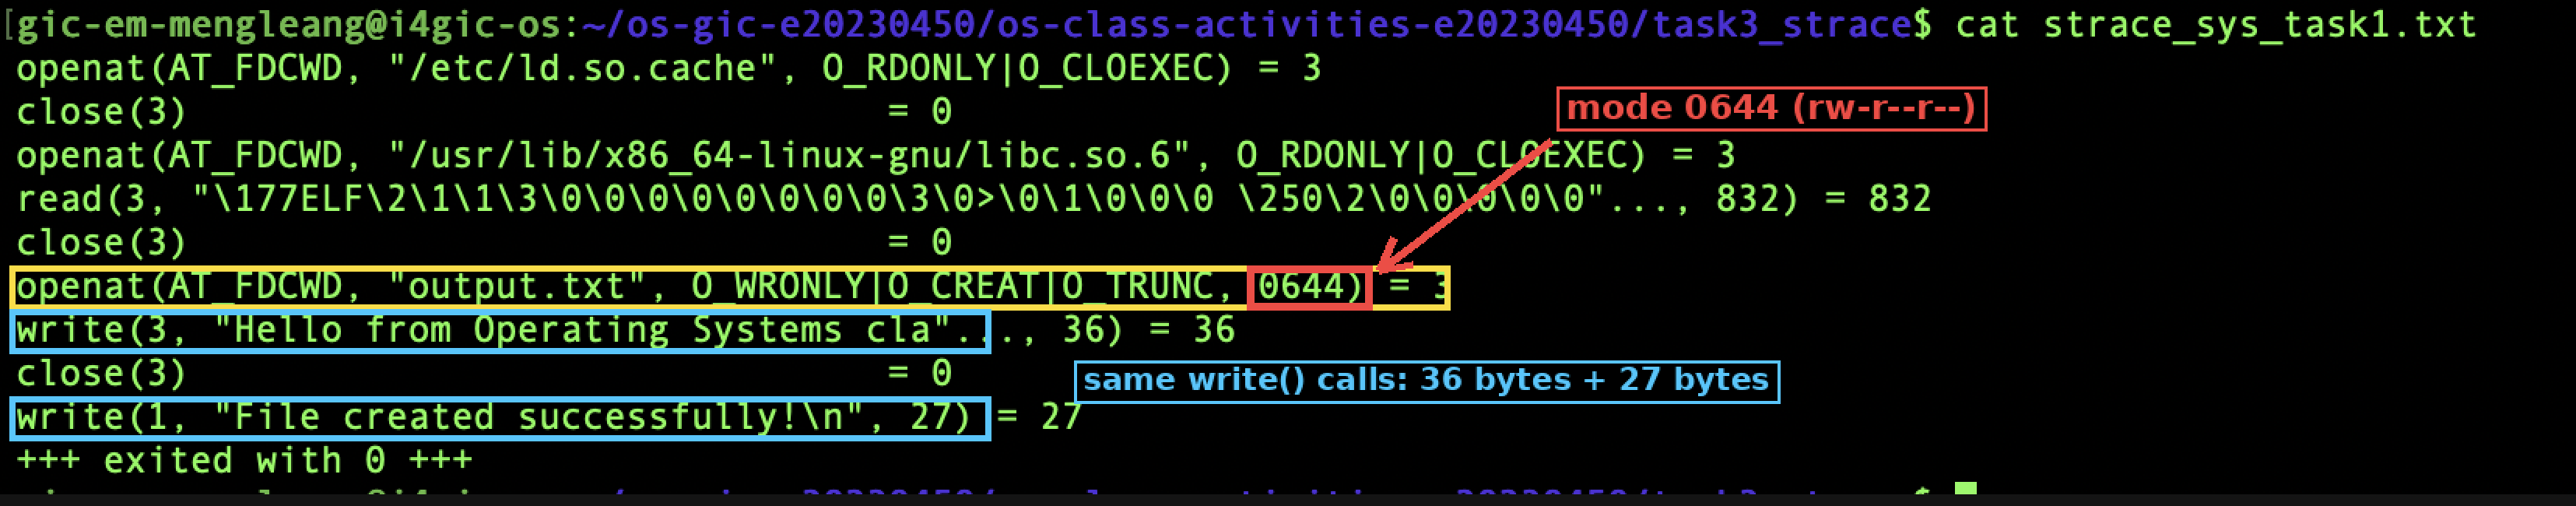 [gic-em-mengleang@i4gic-os:~/os-gic-e20230450/os-class-activities-e20230450/task3_strace$ cat strace_sys_task1.txt
openat(AT_FDCWD, "/etc/ld.so.cache", O_RDONLY|O_CLOEXEC) = 3
close(3) = 0
mode 0644 (rw-r--r--)
openat(AT_FDCWD, "/usr/lib/x86_64-linux-gnu/libc.so.6", O_RDONLY|O_CLOEXEC) = 3
read(3, "\177ELF\2\1\1\3\0\0\0\0\0\0\0\0\3\0>\0\1\0\0\0 \250\2\0\0\0\0\0"..., 832) = 832
close(3) = 0
openat(AT_FDCWD, "output.txt", O_WRONLY|O_CREAT|O_TRUNC, 0644) = 3
write(3, "Hello from Operating Systems cla"..., 36) = 36
close(3) = 0
same write() calls: 36 bytes + 27 bytes
write(1, "File created successfully!\n", 27) = 27
+++ exited with 0 +++